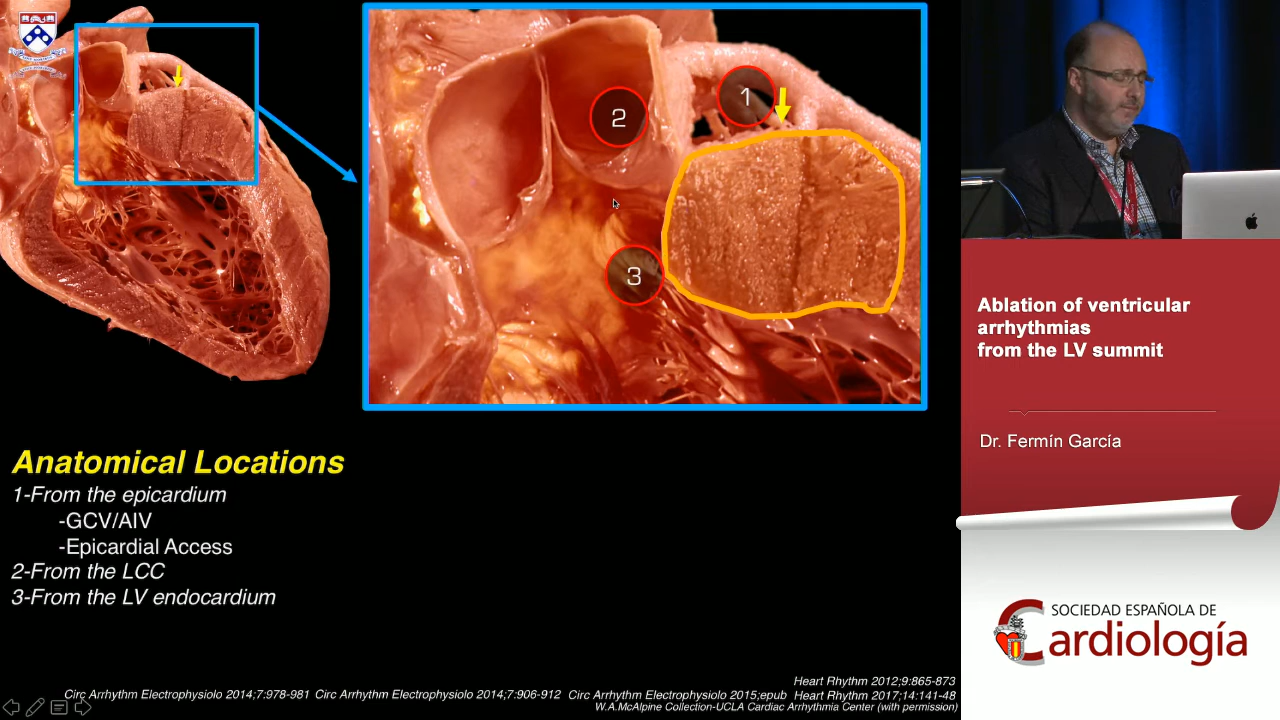 2
1
3
Anatomical Locations
1-From the epicardium
-GCV/AIV
-Epicardial Access
2-From the LCC
3-From the LV endocardium
Heart Rhythm 2012;9:865-873
Circ Arrhythm Electrophysiolo 2014;7:978-981 Circ Arrhythm Electrophysiolo 2014;7:906-912 Circ Arrhythm Electrophysiolo 2015;epub Heart Rhythm 2017;14:141-48
W.A.McAlpine Collection-UCLA Cardiac Arrhythmia Center (with permission)
Ablation of ventricular
arrhythmias
from the LV summit
Dr. Fermín García
SOCIEDAD ESPAÑOLA DE
Cardiología